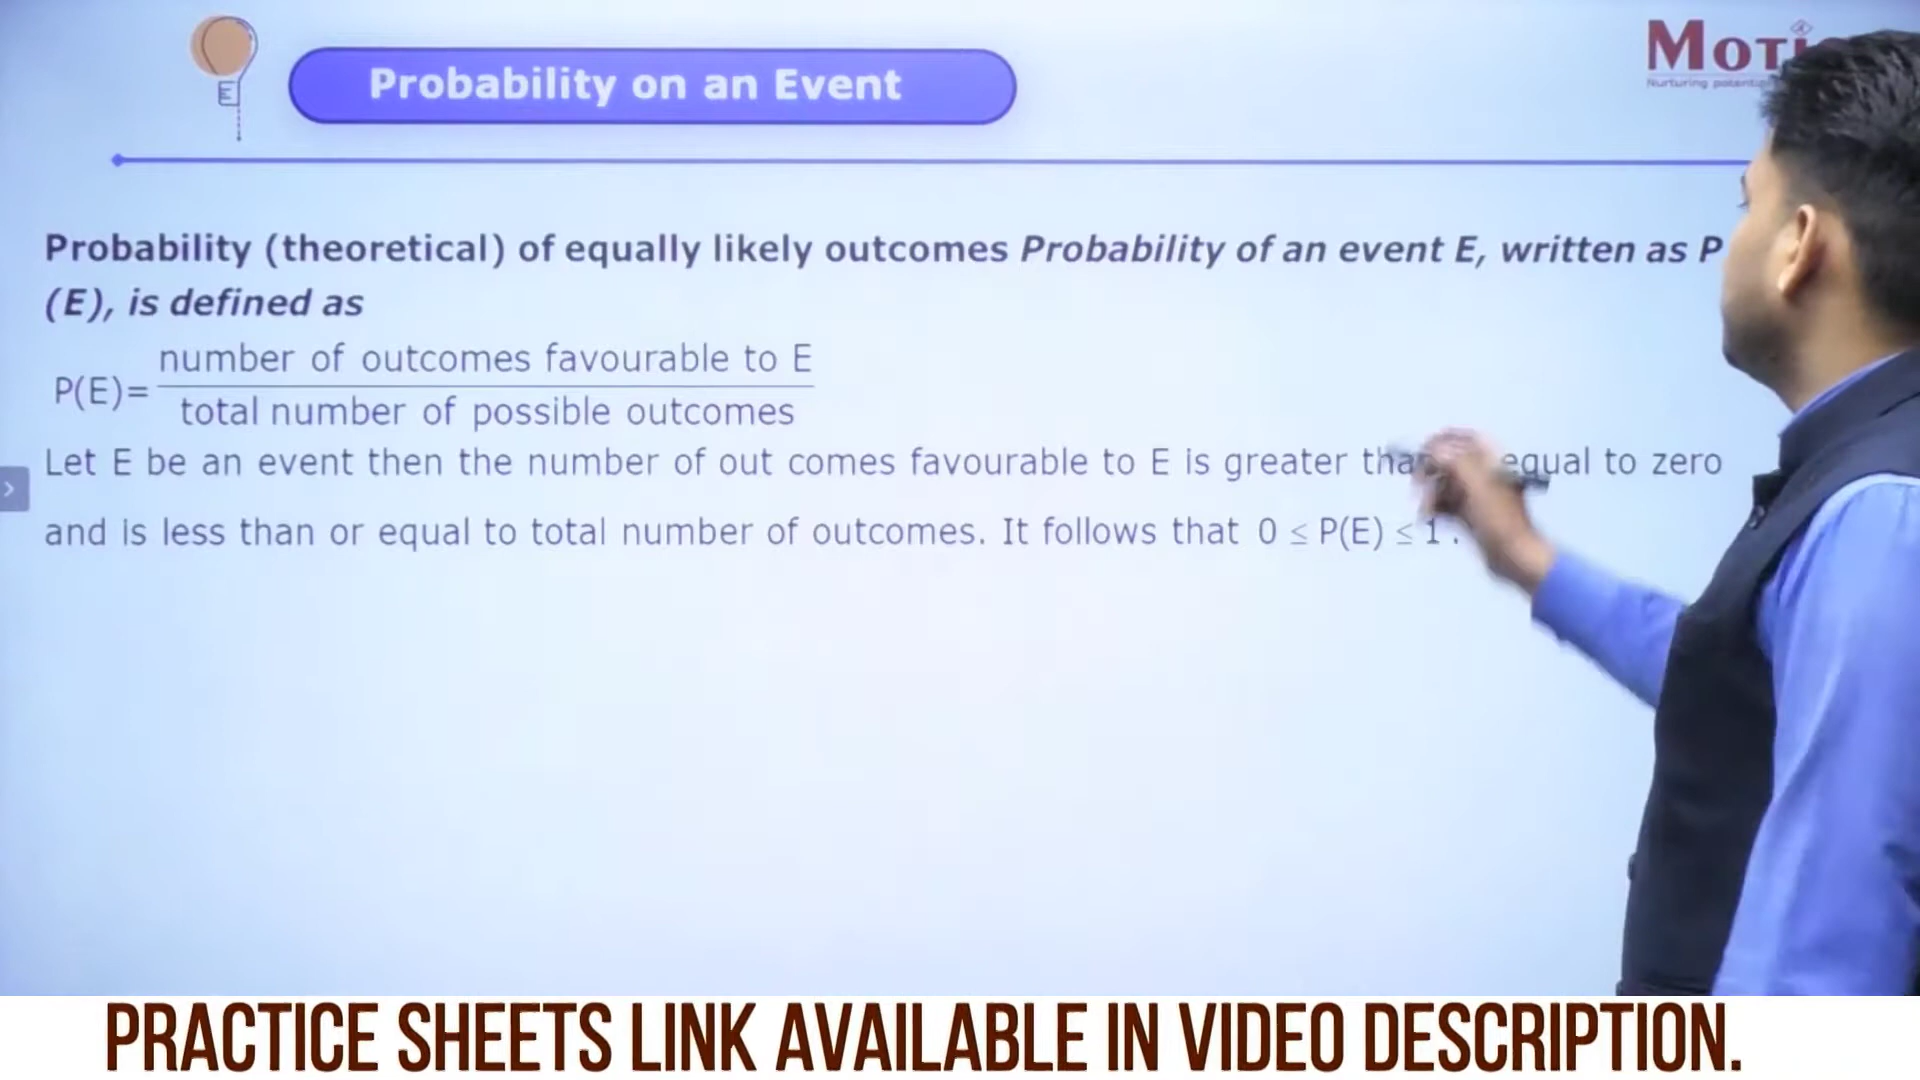 Probability on an Event
Nurturing
Probability (theoretical) of equally likely outcomes Probability of an event E, written as P
(E), is defined as
P(E)= number of outcomes favourable to E
total number of possible outcomes
Let E be an event then the number of out comes favourable to E is greater equal to zero
and is less than or equal to total number of outcomes. It follows that 0 ≤ P(E) ≤ 1 .
PRACTICE SHEETS LINK AVAILABLE IN VIDEO DESCRIPTION.